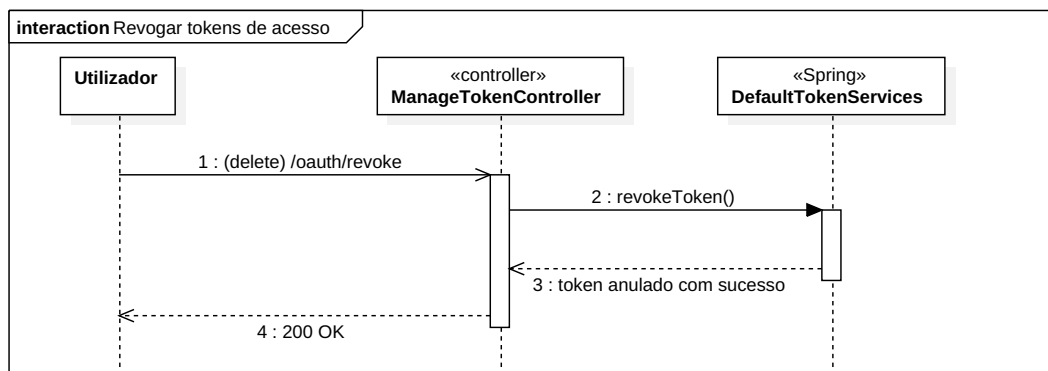 interaction Revogar tokens de acesso
Utilizador
«controller»
ManageTokenController
«Spring»
DefaultTokenServices
1 : (delete) /oauth/revoke
2 : revokeToken()
3 : token anulado com sucesso
4 : 200 OK